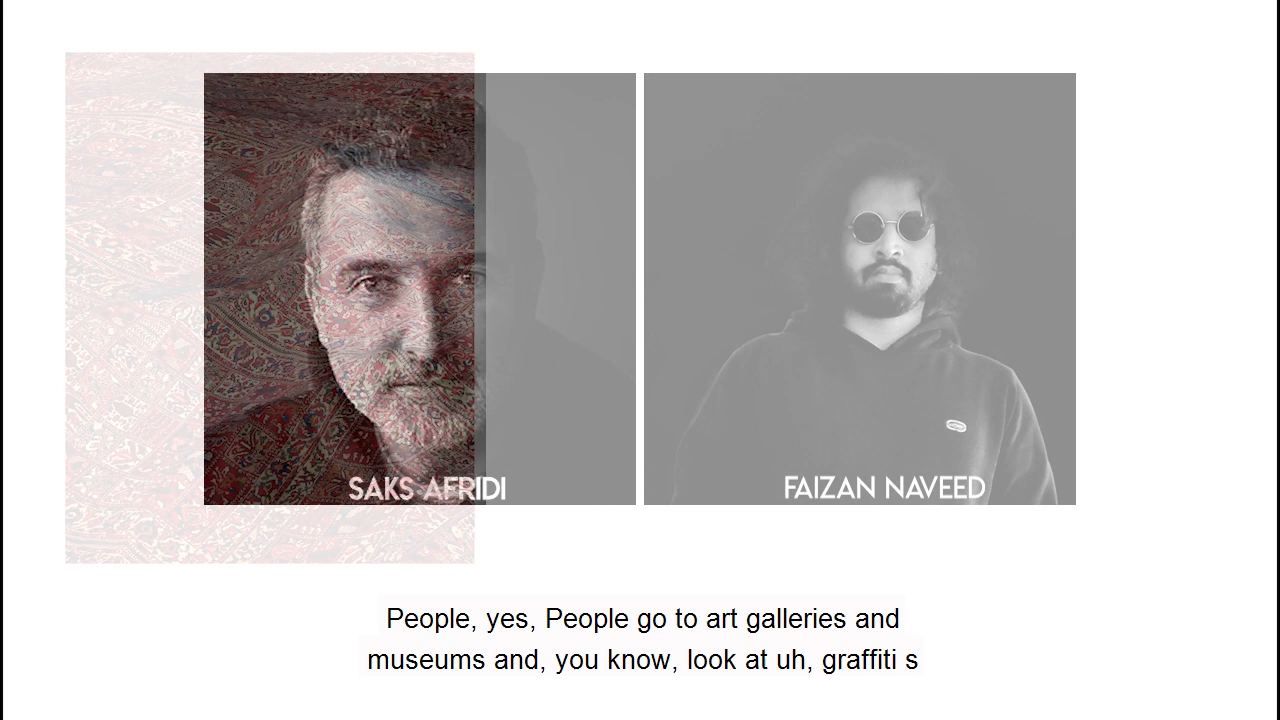 SAKS AFRIDI
FAIZAN NAVEED
People, yes, People go to art galleries and
museums and, you know, look at uh, graffiti s